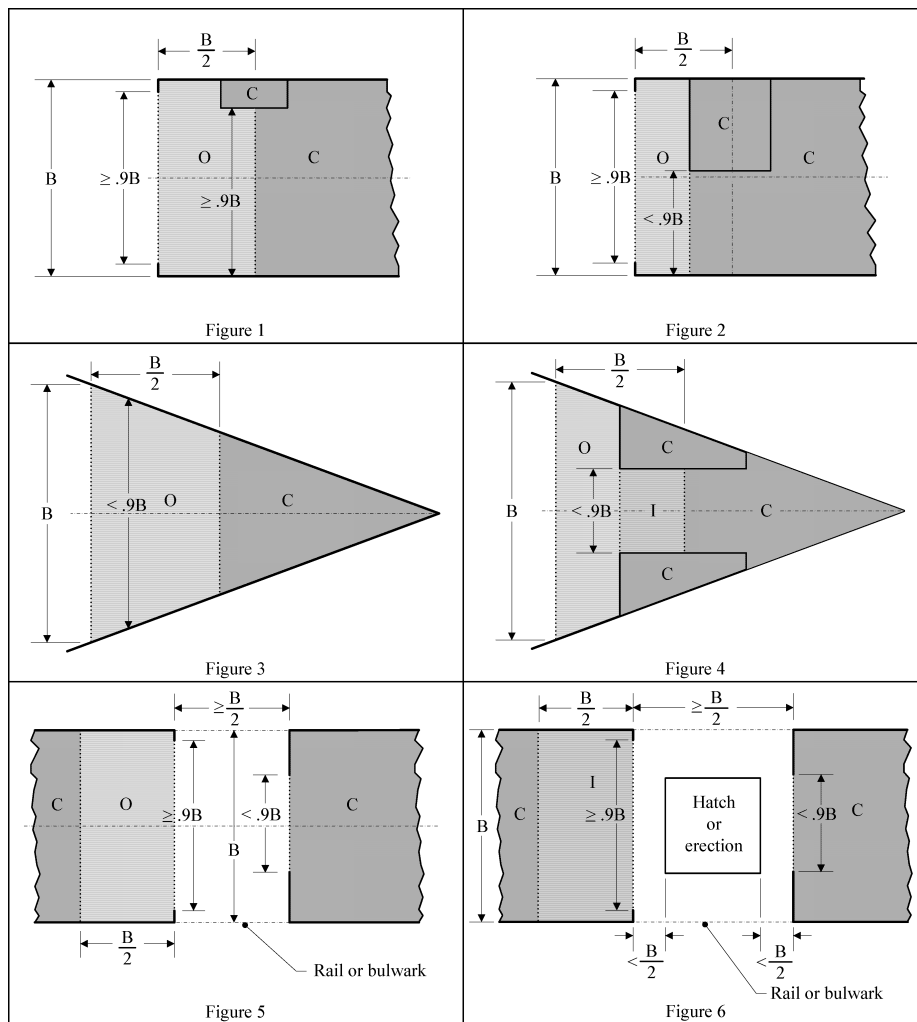 B/2
C
O
C
B
≥ .9B
≥ .9B
Figure 1
B/2
C
O
C
B
≥ .9B
< .9B
Figure 2
B/2
B
< .9B
O
C
Figure 3
B/2
O
C
B
< .9B
I
C
C
Figure 4
≥ B/2
C
O
≥ .9B
B
< .9B
C
B/2
Rail or bulwark
Figure 5
B/2
≥ B/2
I
B
C
≥ .9B
Hatch
or
erection
< .9B
C
< B/2
< B/2
Rail or bulwark
Figure 6